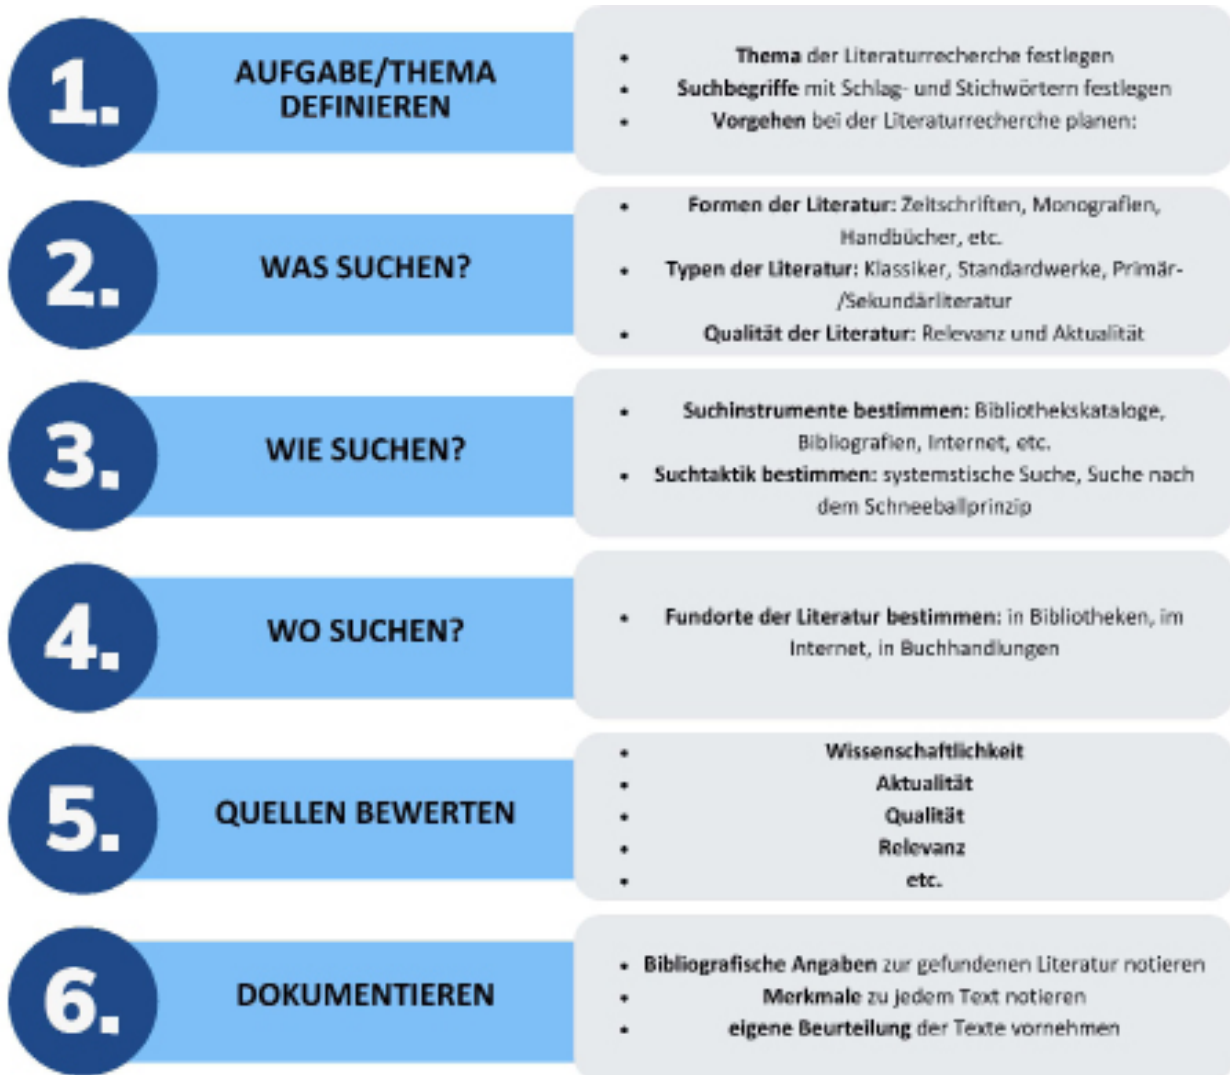 1.
AUFGABE/THEMA
DEFINIEREN
• Thema der Literaturrecherche festlegen
• Suchbegriffe mit Schlag- und Stichwörtern festlegen
• Vorgehen bei der Literaturrecherche planen:
2.
WAS SUCHEN?
• Formen der Literatur: Zeitschriften, Monografien,
Handbücher, etc.
• Typen der Literatur: Klassiker, Standardwerke, Primär-
/Sekundärliteratur
• Qualität der Literatur: Relevanz und Aktualität
3.
WIE SUCHEN?
• Suchinstrumente bestimmen: Bibliothekskataloge,
Bibliografien, Internet, etc.
• Suchtaktik bestimmen: systemstische Suche, Suche nach
dem Schneeballprinzip
4.
WO SUCHEN?
• Fundorte der Literatur bestimmen: in Bibliotheken, im
Internet, in Buchhandlungen
5.
QUELLEN BEWERTEN
• Wissenschaftlichkeit
• Aktualität
• Qualität
• Relevanz
• etc.
6.
DOKUMENTIEREN
• Bibliografische Angaben zur gefundenen Literatur notieren
• Merkmale zu jedem Text notieren
• eigene Beurteilung der Texte vornehmen